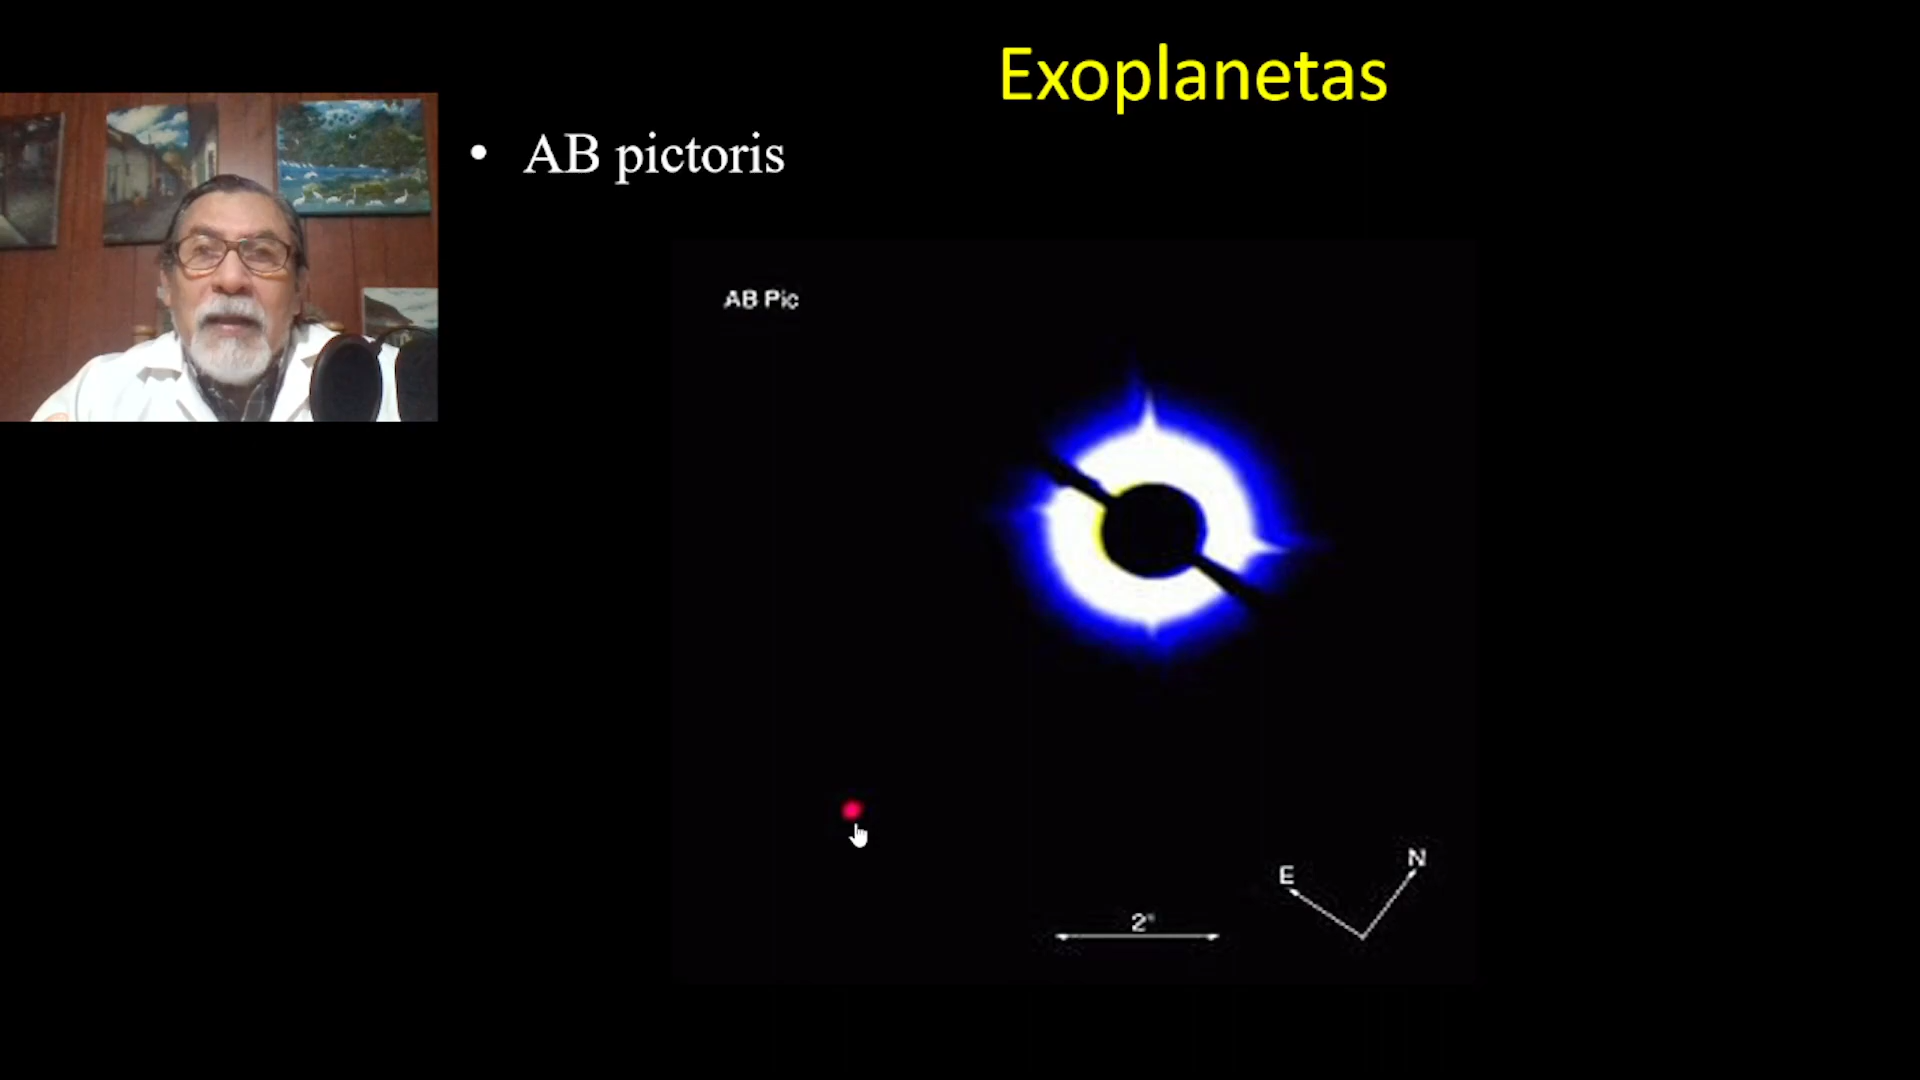 Exoplanetas
• AB pictoris
AB Pic
E
N
2"